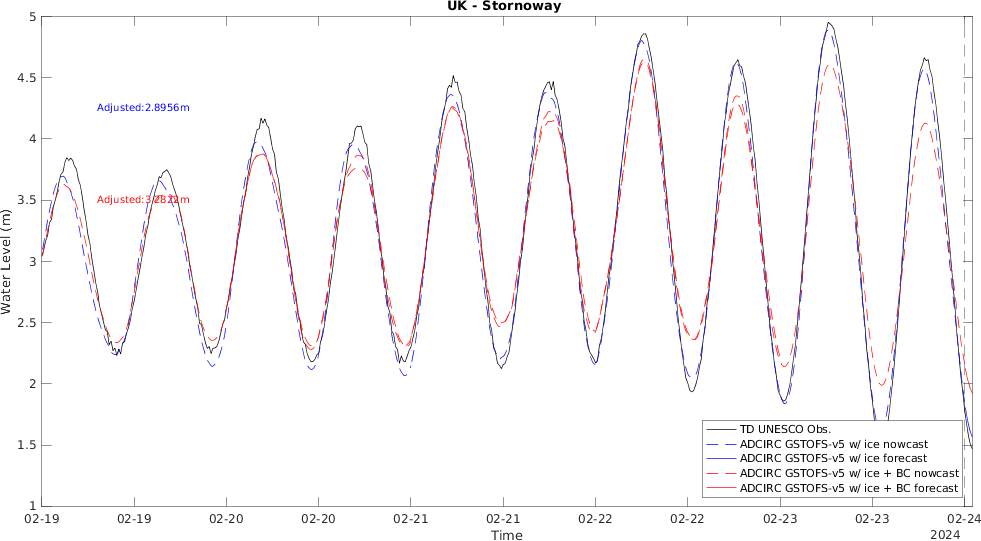 UK - Stornoway
5
4.5
4
3.5
3
2.5
2
1.5
1
Water Level (m)
Adjusted:2.8956m
Adjusted:3.2822m
TD UNESCO Obs.
ADCIRC GSTOFS-v5 w/ ice nowcast
ADCIRC GSTOFS-v5 w/ ice forecast
ADCIRC GSTOFS-v5 w/ ice + BC nowcast
ADCIRC GSTOFS-v5 w/ ice + BC forecast
02-19 02-19 02-20 02-20 02-21 02-21 02-22 02-22 02-23 02-23 02-24
Time
2024